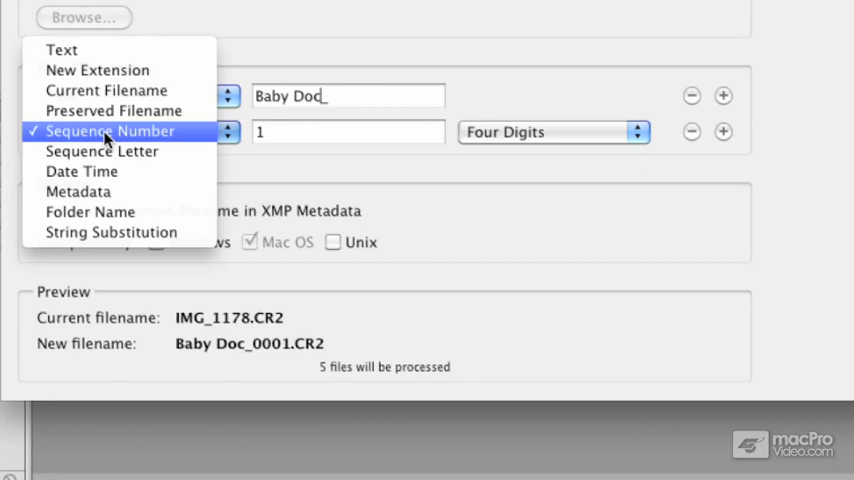 Browse...
Text
New Extension
Current Filename
Baby Doc_
Preserved Filename
✓ Sequence Number
1
Four Digits
Sequence Letter
Date Time
Metadata
Folder Name
in XMP Metadata
String Substitution
Mac OS
Unix
Preview
Current filename: IMG_1178.CR2
New filename: Baby Doc_0001.CR2
5 files will be processed
macPro
Video.com